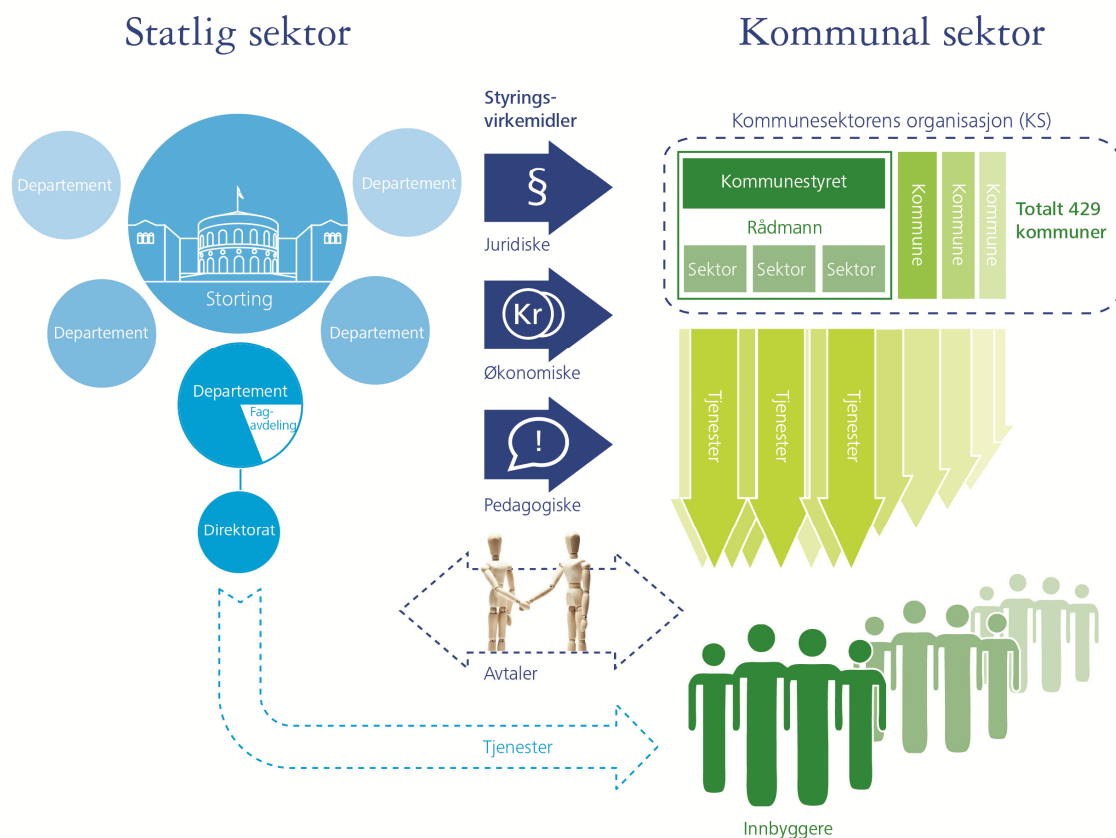 Statlig sektor
Departement
Departement
Storting
Departement
Departement
Departement
Fag-
avdeling
Direktorat
Styrings-
virkemidler
§
Juridiske
Kr
Økonomiske
!
Pedagogiske
Avtaler
Tjenester
Kommunal sektor
Kommunesektorens organisasjon (KS)
Kommunestyret
Rådmann
Sektor
Sektor
Sektor
Kommune
Kommune
Kommune
Totalt 429
kommuner
Tjenester
Tjenester
Tjenester
Innbyggere